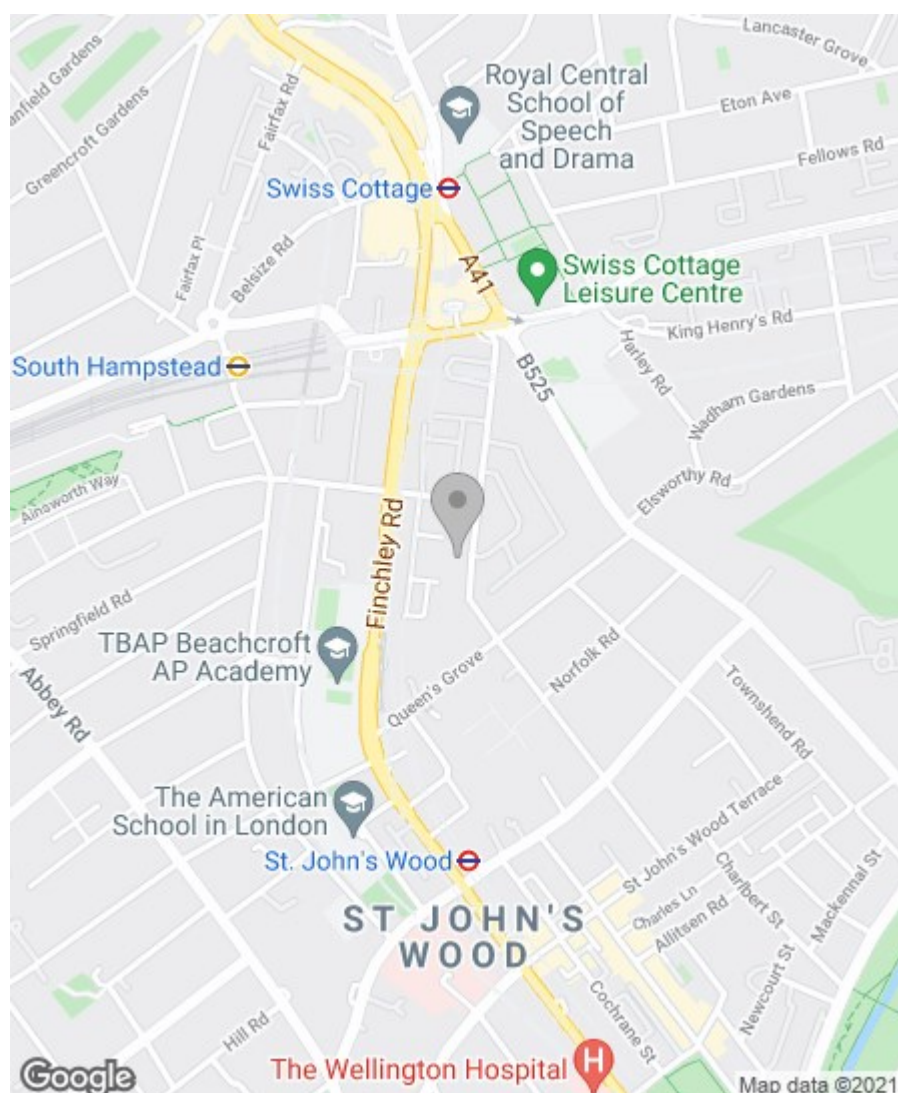 Lancaster Grove
anfield Gardens
Greencroft Gardens
Fairfax Rd
Royal Central
School of
Speech
and Drama
Eton Ave
Fellows Rd
Swiss Cottage
Fairfax Pl
Belsize Rd
A41
Swiss Cottage
Leisure Centre
King Henry's Rd
South Hampstead
B525
Harley Rd
Wadham Gardens
Ainsworth Way
Elsworthy Rd
Finchley Rd
Springfield Rd
TBAP Beachcroft
AP Academy
Abbey Rd
Queen's Grove
Norfolk Rd
Townshend Rd
The American
School in London
St. John's Wood
St John's Wood Terrace
Charlbert St
Mackennal St
Charles Ln
Allitsen Rd
ST JOHN'S
WOOD
Newcourt St
Cochrane St
Hill Rd
The Wellington Hospital
H
Google
Map data ©2021